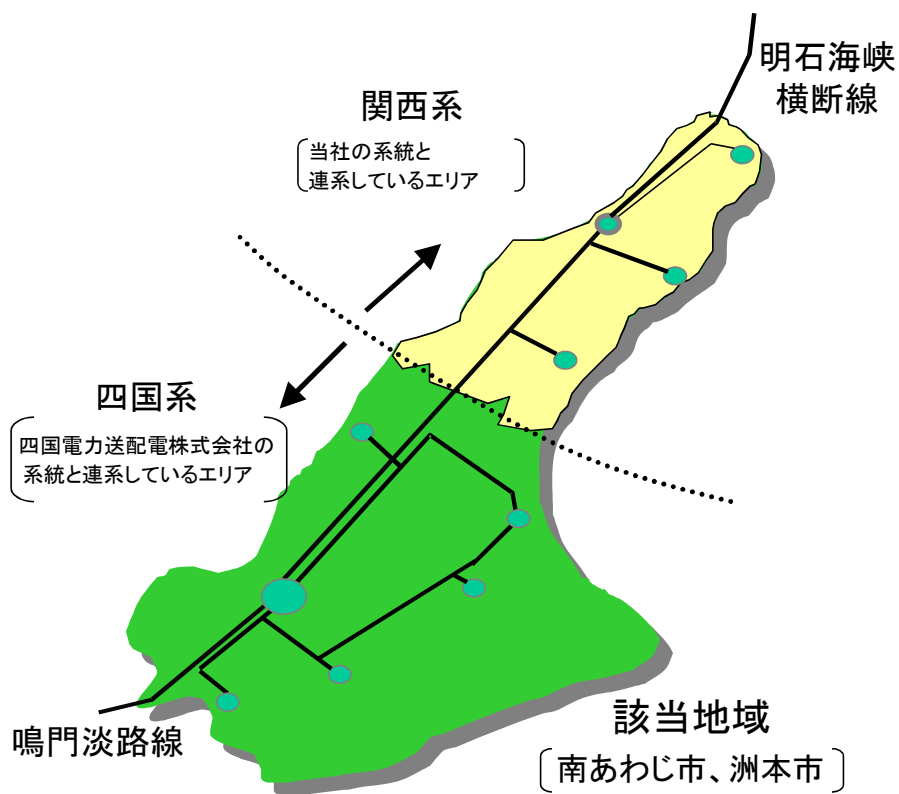 明石海峡
横断線
関西系
当社の系統と
連系しているエリア
四国系
四国電力送配電株式会社の
系統と連系しているエリア
鳴門淡路線
該当地域
南あわじ市、洲本市